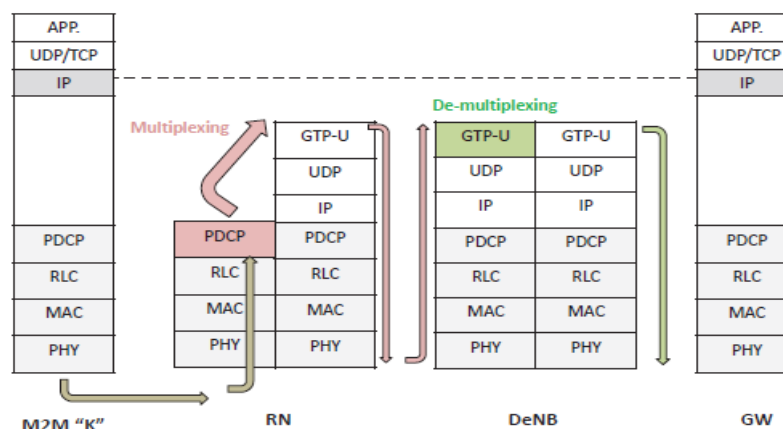 APP.
UDP/TCP
IP
PDCP
RLC
MAC
PHY
M2M "K"
Multiplexing
PDCP
RLC
MAC
PHY
GTP-U
UDP
IP
PDCP
RLC
MAC
PHY
RN
De-multiplexing
GTP-U
UDP
IP
PDCP
RLC
MAC
PHY
GTP-U
UDP
IP
PDCP
RLC
MAC
PHY
DeNB
APP.
UDP/TCP
IP
PDCP
RLC
MAC
PHY
GW